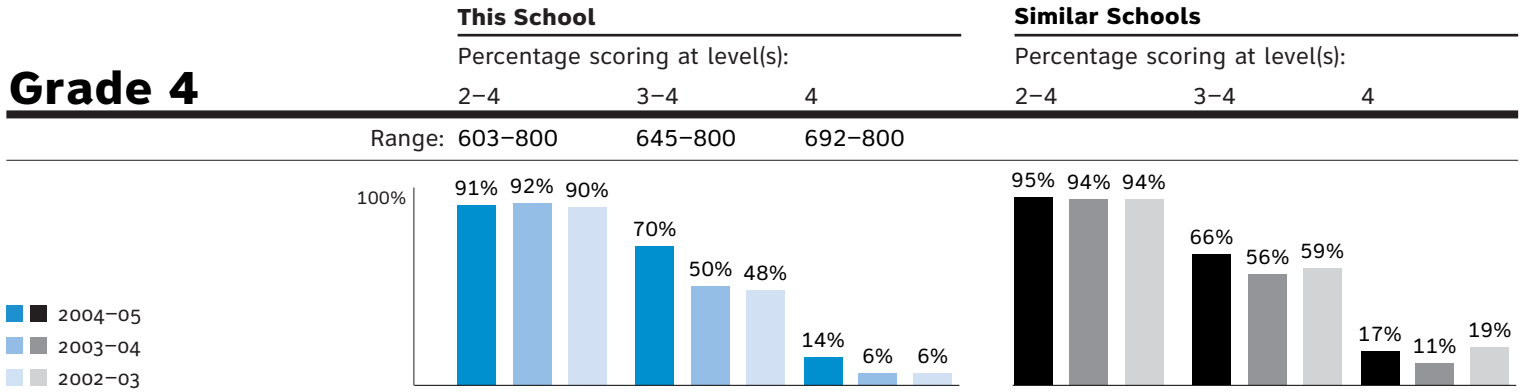 This School Similar Schools
Percentage scoring at level(s): Percentage scoring at level(s):
Grade 4
2–4 3–4 4 2–4 3–4 4
Range: 603–800 645–800 692–800
100%
91% 92% 90% 70% 50% 48% 14% 6% 6%
95% 94% 94% 66% 56% 59% 17% 11% 19%
2004–05
2003–04
2002–03